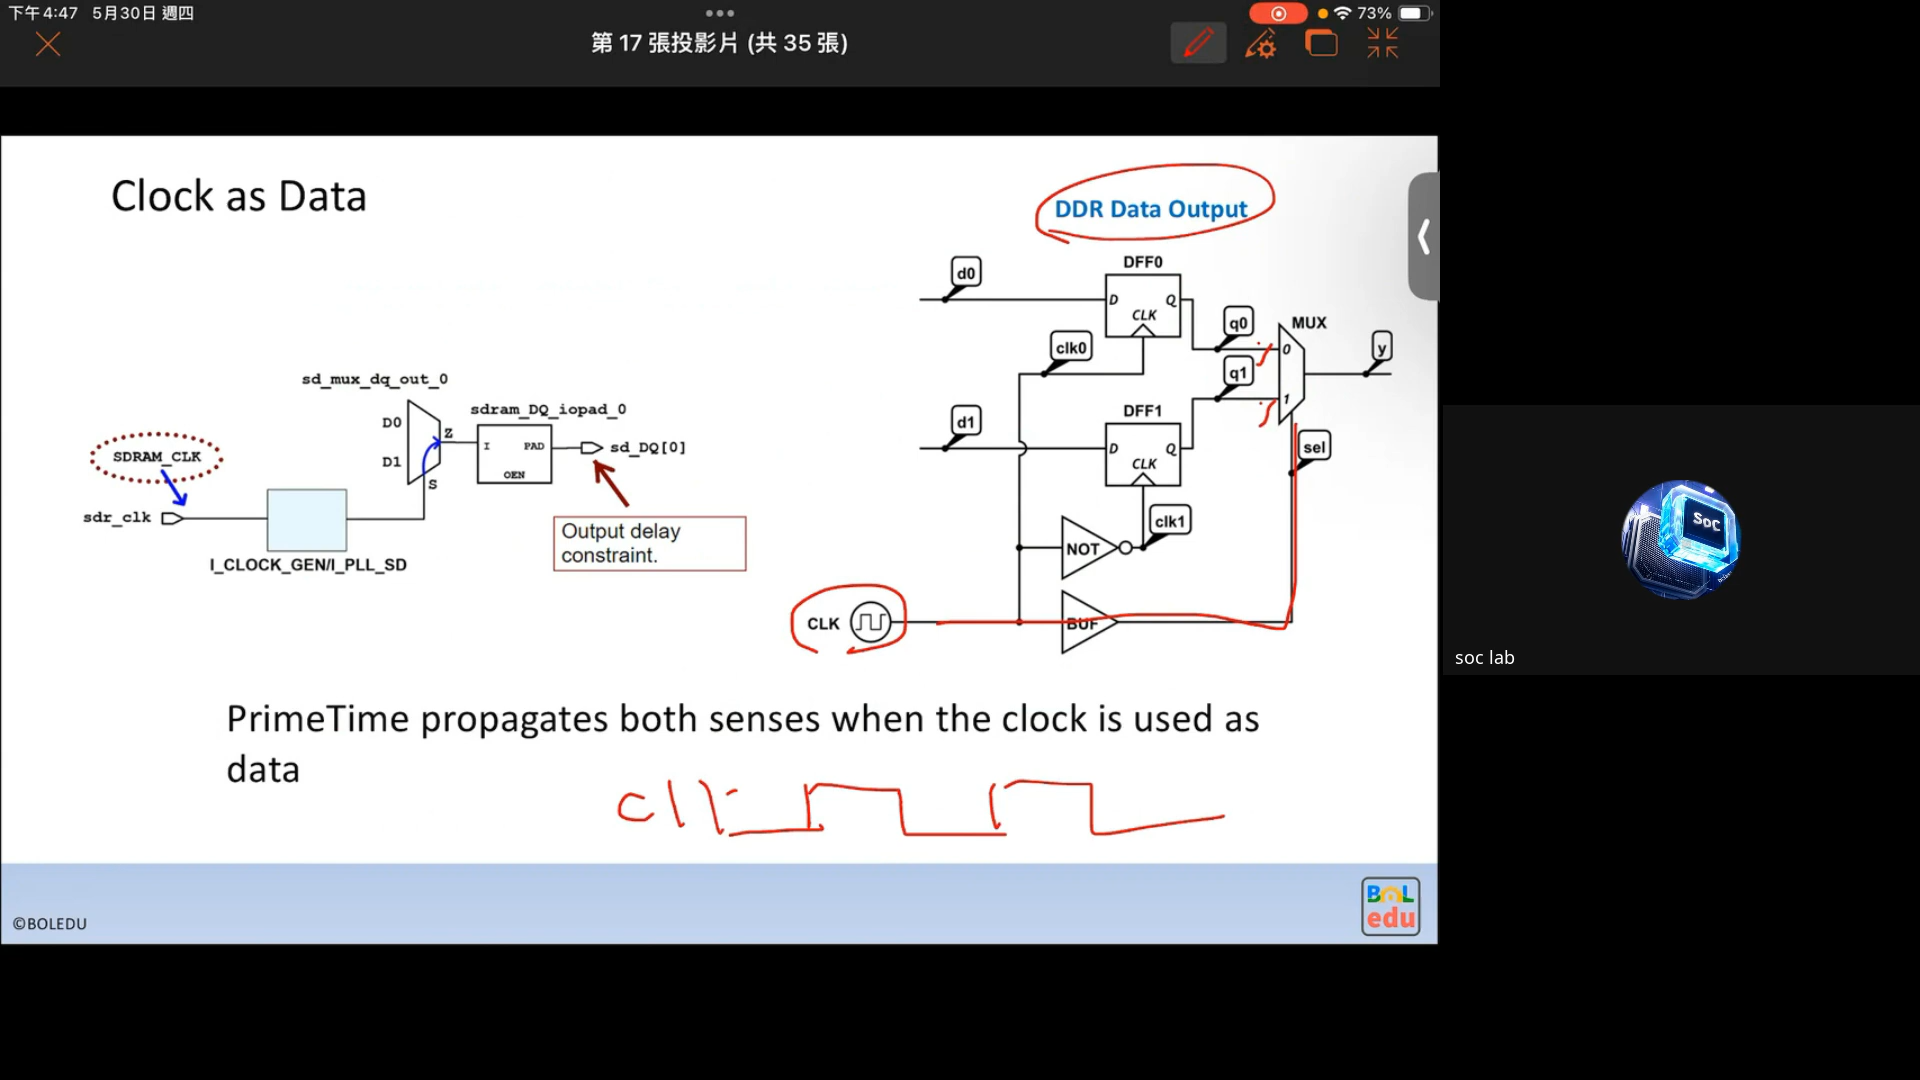 下午4:47 5月30日 週四
73%
第 17 張投影片 (共 35 張)
Clock as Data
DDR Data Output
DFF0
d0
D
Q
CLK
q0
MUX
0
y
clk0
q1
1
sd_mux_dq_out_0
D0
Z
sdram_DQ_iopad_0
I
PAD
OEN
sd_DQ[0]
SDRAM_CLK
D1
S
d1
DFF1
D
Q
CLK
sel
sdr_clk
Output delay
constraint.
I_CLOCK_GEN/I_PLL_SD
NOT
clk1
CLK
BUF
PrimeTime propagates both senses when the clock is used as
data
clk
©BOLEDU
BOL
edu
SoC
soc lab